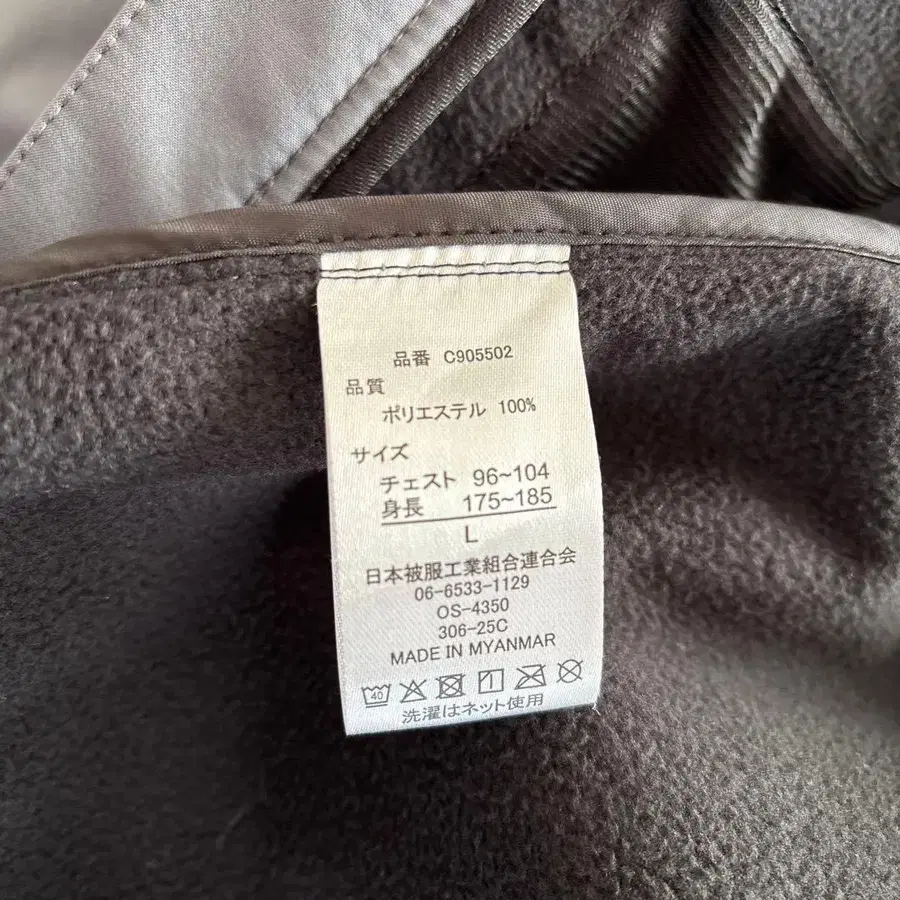 品番 C905502
品質
ポリエステル 100%
サイズ
チェスト 96~104
身長 175~185
L
日本被服工業組合連合会
06-6533-1129
OS-4350
306-25C
MADE IN MYANMAR
40
洗濯はネット使用